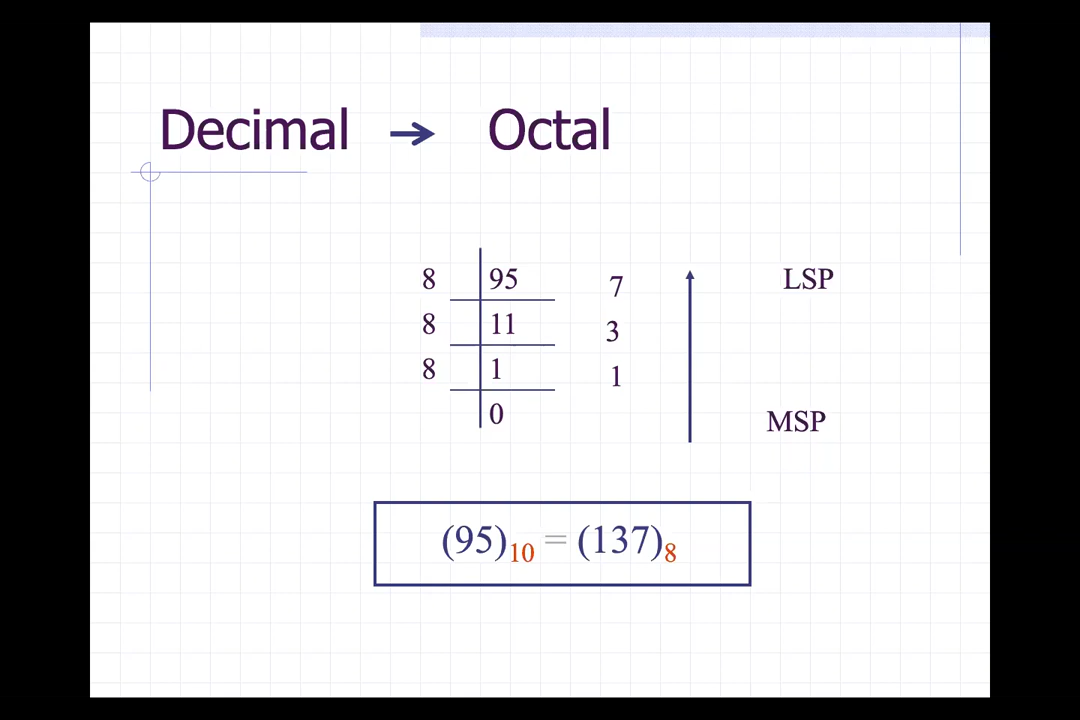 Decimal → Octal
8 95 7 LSP
8 11 3
8 1 1
0 MSP
(95)10 = (137)8